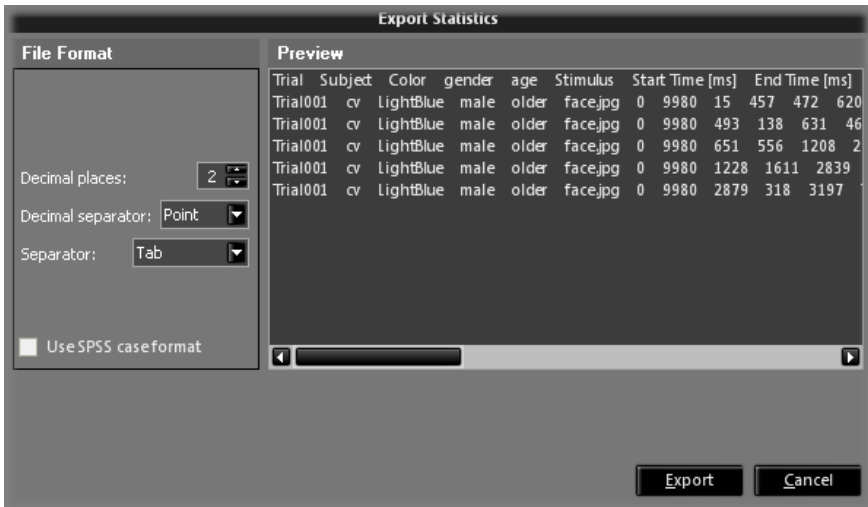 Export Statistics
File Format
Decimal places: 2
Decimal separator: Point
Separator: Tab
Use SPSS case format
Preview
Trial Subject Color gender age Stimulus Start Time [ms] End Time [ms]
Trial001 cv LightBlue male older face.jpg 0 9980 15 457 472 620
Trial001 cv LightBlue male older face.jpg 0 9980 493 138 631 46
Trial001 cv LightBlue male older face.jpg 0 9980 651 556 1208 2
Trial001 cv LightBlue male older face.jpg 0 9980 1228 1611 2839
Trial001 cv LightBlue male older face.jpg 0 9980 2879 318 3197
Export Cancel